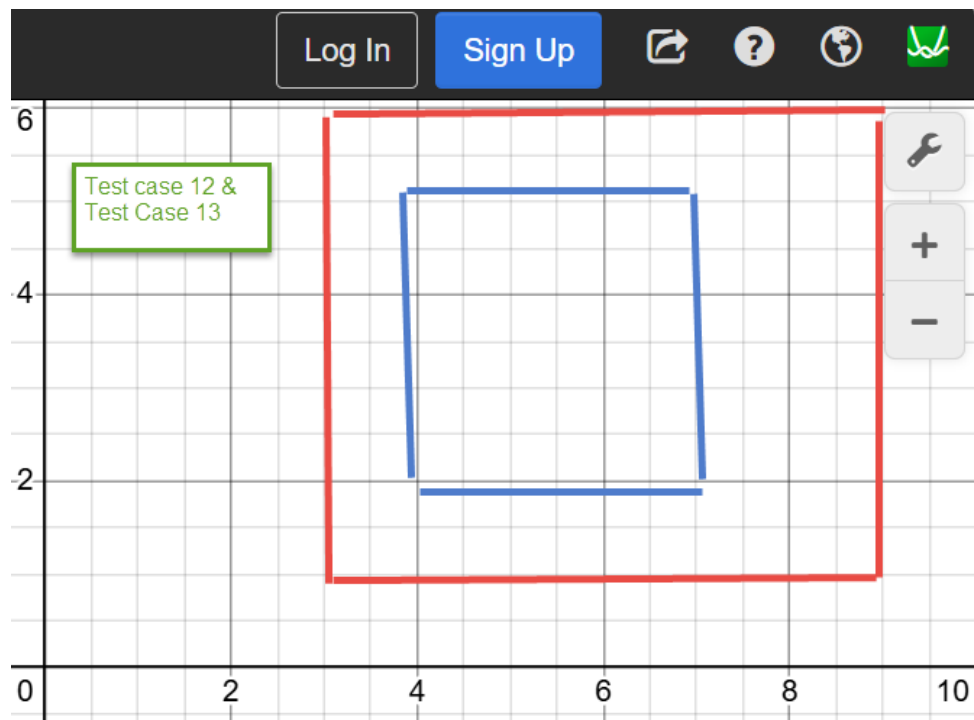 Log In Sign Up ?
6
Test case 12 &
Test Case 13
4
2
0 2 4 6 8 10